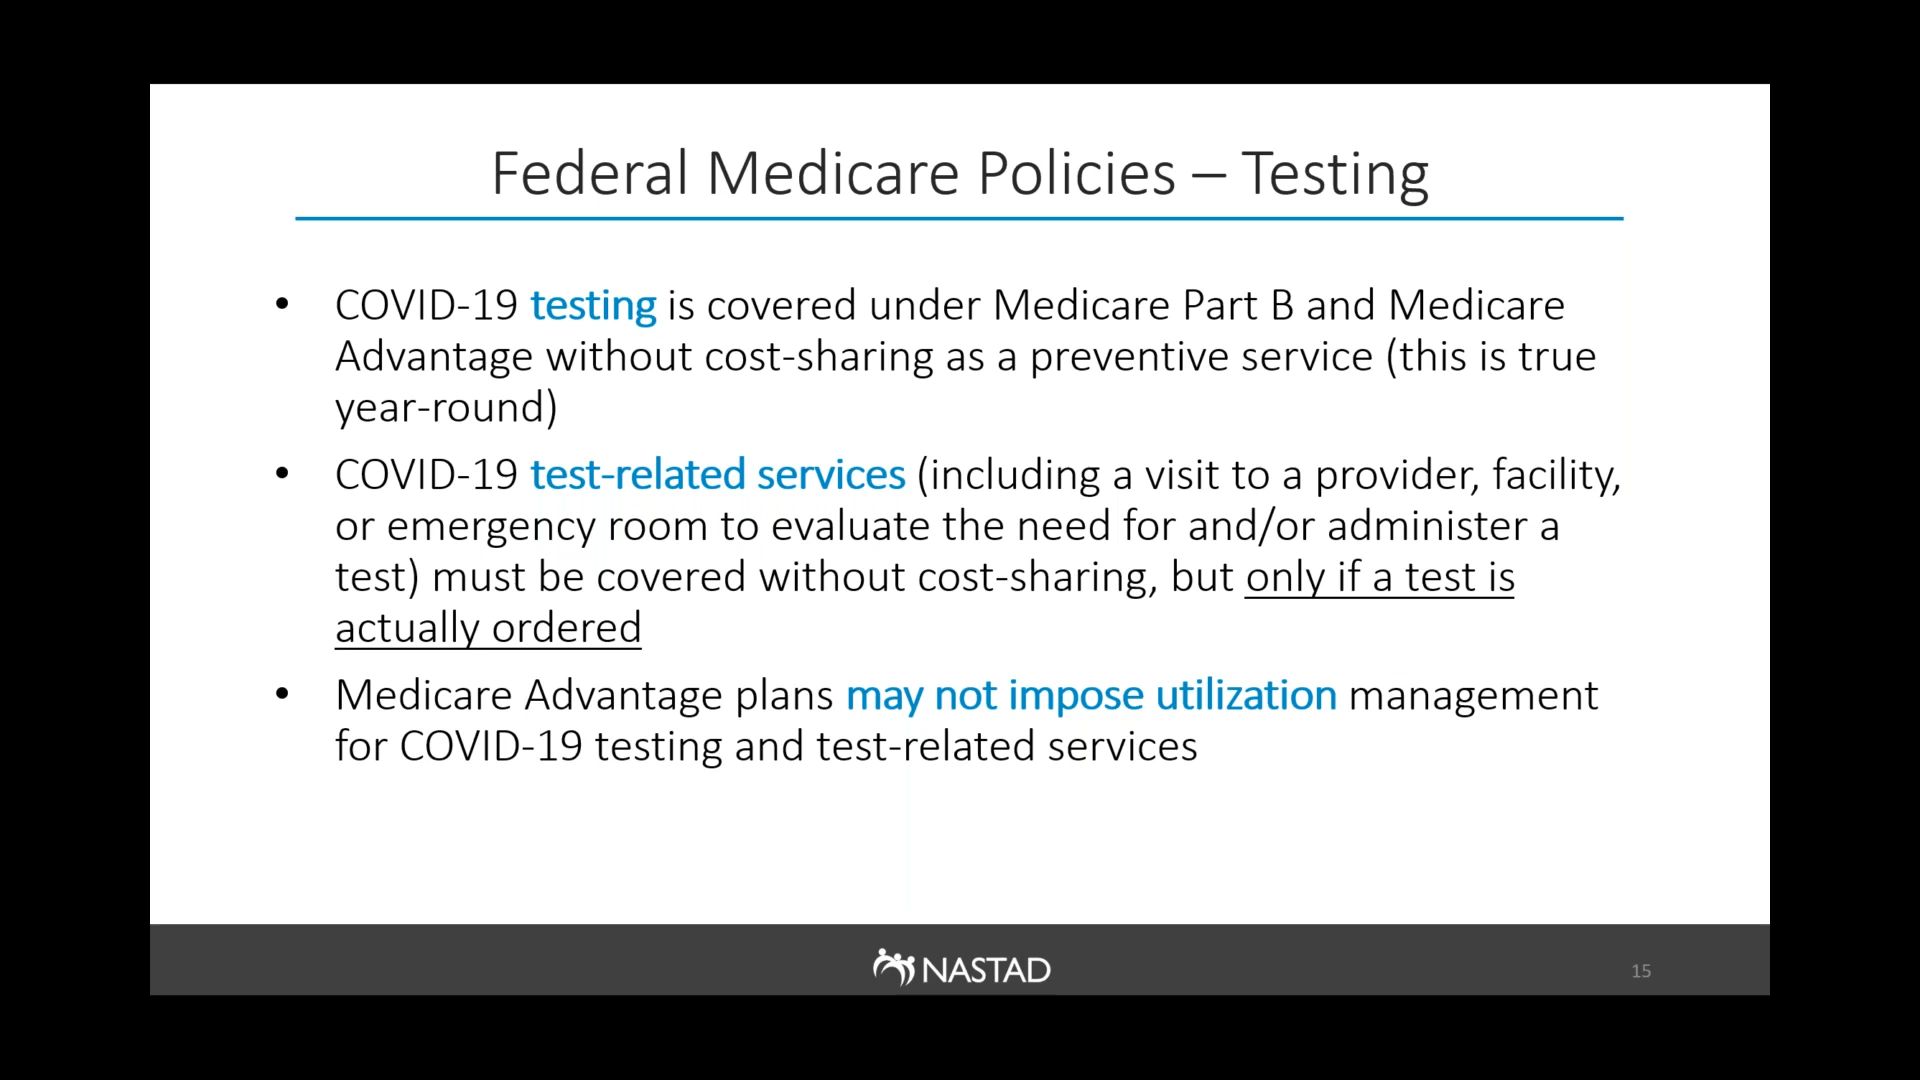 Federal Medicare Policies – Testing
• COVID-19 testing is covered under Medicare Part B and Medicare
Advantage without cost-sharing as a preventive service (this is true
year-round)
• COVID-19 test-related services (including a visit to a provider, facility,
or emergency room to evaluate the need for and/or administer a
test) must be covered without cost-sharing, but only if a test is
actually ordered
• Medicare Advantage plans may not impose utilization management
for COVID-19 testing and test-related services
NASTAD
15